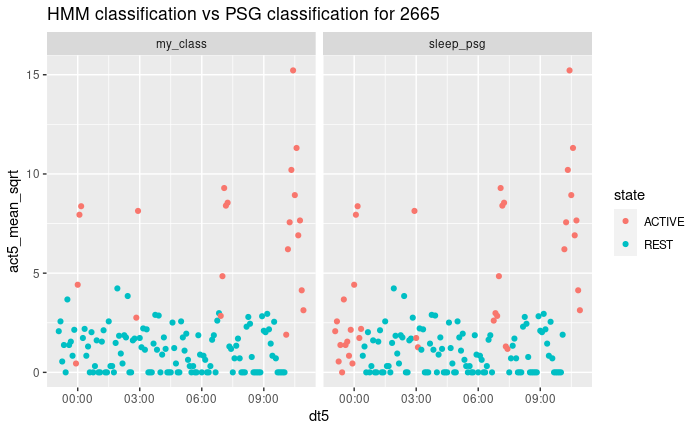 HMM classification vs PSG classification for 2665
my_class
sleep_psg
act5_mean_sqrt
15
10
5
0
00:00
03:00
06:00
09:00
00:00
03:00
06:00
09:00
dt5
state
ACTIVE
REST